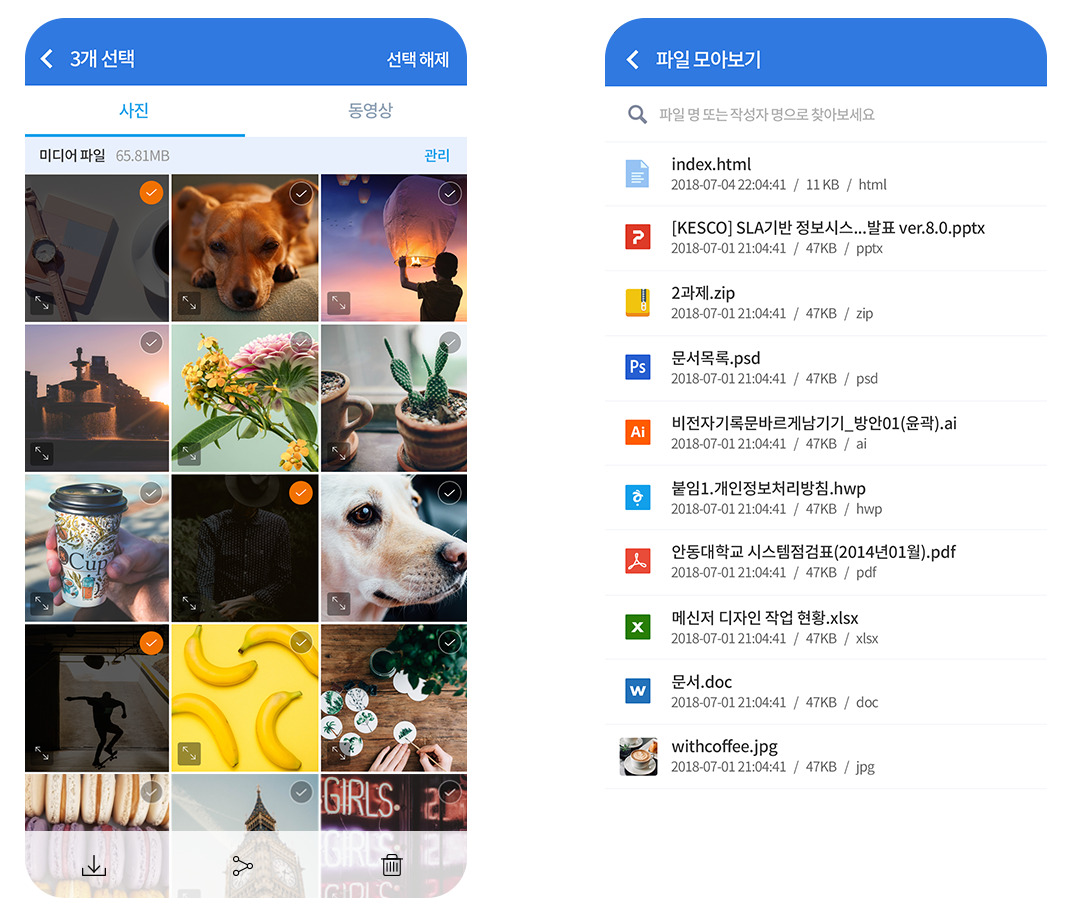 3개 선택
선택 해제
사진
동영상
미디어 파일 65.81MB
관리
Cup
GIRLS.
GIRLS
파일 모아보기
파일 명 또는 작성자 명으로 찾아보세요
index.html
2018-07-04 22:04:41 / 11 KB / html
[KESCO] SLA기반 정보시스...발표 ver.8.0.pptx
2018-07-01 21:04:41 / 47KB / pptx
2과제.zip
2018-07-01 21:04:41 / 47KB / zip
Ps
문서목록.psd
2018-07-01 21:04:41 / 47KB / psd
Ai
비전자기록문바르게남기기_방안01(윤곽).ai
2018-07-01 21:04:41 / 47KB / ai
붙임1.개인정보처리방침.hwp
2018-07-01 21:04:41 / 47KB / hwp
안동대학교 시스템점검표(2014년01월).pdf
2018-07-01 21:04:41 / 47KB / pdf
X
메신저 디자인 작업 현황.xlsx
2018-07-01 21:04:41 / 47KB / xlsx
W
문서.doc
2018-07-01 21:04:41 / 47KB / doc
withcoffee.jpg
2018-07-01 21:04:41 / 47KB / jpg